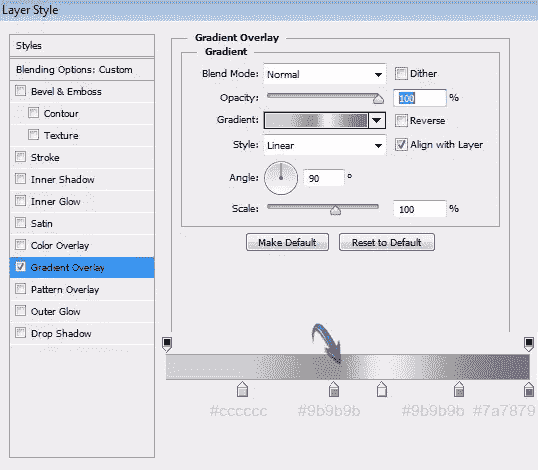 Layer Style
Styles
Blending Options: Custom
Bevel & Emboss
Contour
Texture
Stroke
Inner Shadow
Inner Glow
Satin
Color Overlay
Gradient Overlay
Pattern Overlay
Outer Glow
Drop Shadow
Gradient Overlay
Gradient
Blend Mode: Normal Dither
Opacity: 100 %
Gradient: Reverse
Style: Linear Align with Layer
Angle: 90 °
Scale: 100 %
Make Default Reset to Default
#cccccc #9b9b9b #9b9b9b #7a7879